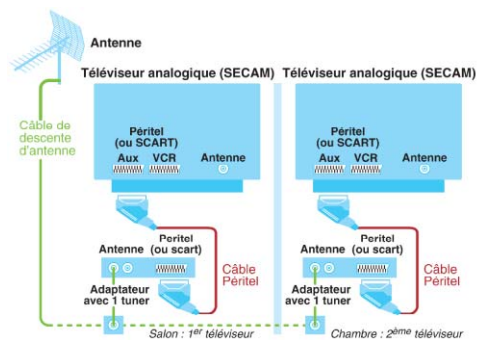 Antenne
Téléviseur analogique (SECAM)
Téléviseur analogique (SECAM)
Câble de
descente
d'antenne
Péritel
(ou SCART)
Aux VCR Antenne
Péritel
(ou SCART)
Aux VCR Antenne
Antenne
Peritel
(ou scart)
Câble
Péritel
Adaptateur
avec 1 tuner
Antenne
Peritel
(ou scart)
Câble
Péritel
Adaptateur
avec 1 tuner
Salon : 1er téléviseur
Chambre : 2ème téléviseur